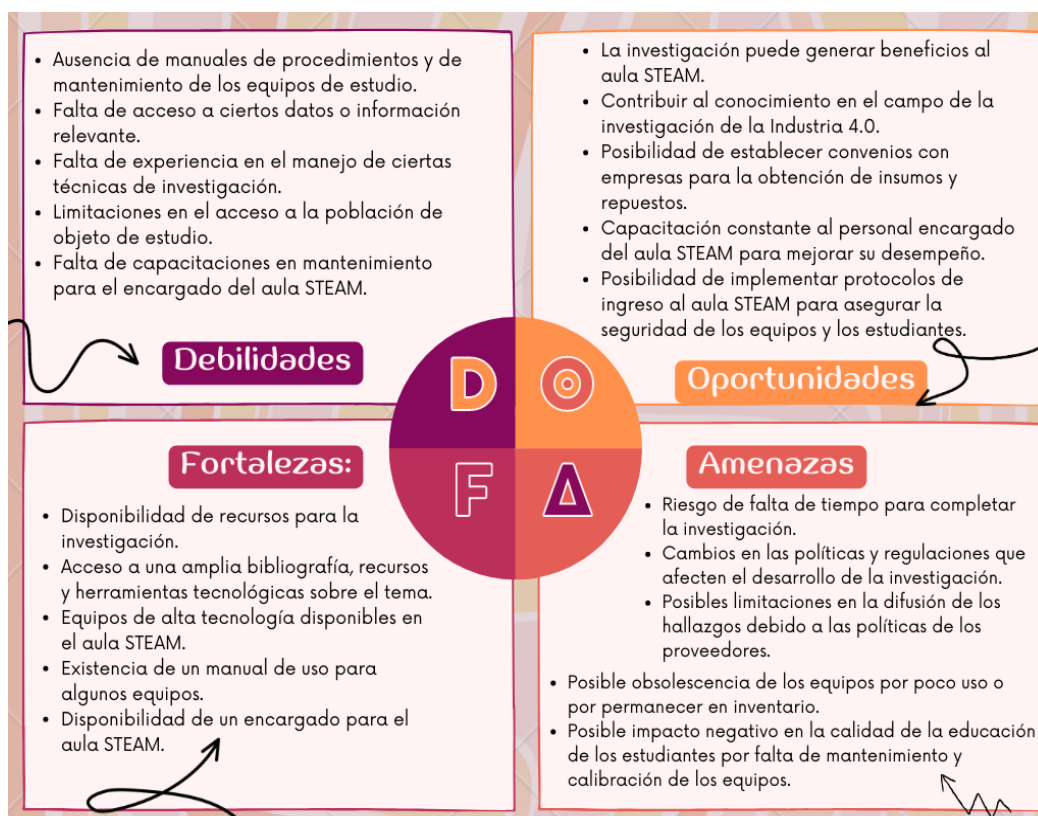 • Ausencia de manuales de procedimientos y de
mantenimiento de los equipos de estudio.
• Falta de acceso a ciertos datos o información
relevante.
• Falta de experiencia en el manejo de ciertas
técnicas de investigación.
• Limitaciones en el acceso a la población de
objeto de estudio.
• Falta de capacitaciones en mantenimiento
para el encargado del aula STEAM.
Debilidades
• La investigación puede generar beneficios al
aula STEAM.
• Contribuir al conocimiento en el campo de la
investigación de la Industria 4.0.
• Posibilidad de establecer convenios con
empresas para la obtención de insumos y
repuestos.
• Capacitación constante al personal encargado
del aula STEAM para mejorar su desempeño.
• Posibilidad de implementar protocolos de
ingreso al aula STEAM para asegurar la
seguridad de los equipos y los estudiantes.
Oportunidades
D O
F A
Fortalezas:
• Disponibilidad de recursos para la
investigación.
• Acceso a una amplia bibliografía, recursos
y herramientas tecnológicas sobre el tema.
• Equipos de alta tecnología disponibles en
el aula STEAM.
• Existencia de un manual de uso para
algunos equipos.
• Disponibilidad de un encargado para el
aula STEAM.
Amenazas
• Riesgo de falta de tiempo para completar
la investigación.
• Cambios en las políticas y regulaciones que
afecten el desarrollo de la investigación.
• Posibles limitaciones en la difusión de los
hallazgos debido a las políticas de los
proveedores.
• Posible obsolescencia de los equipos por poco uso o
por permanecer en inventario.
• Posible impacto negativo en la calidad de la educación
de los estudiantes por falta de mantenimiento y
calibración de los equipos.